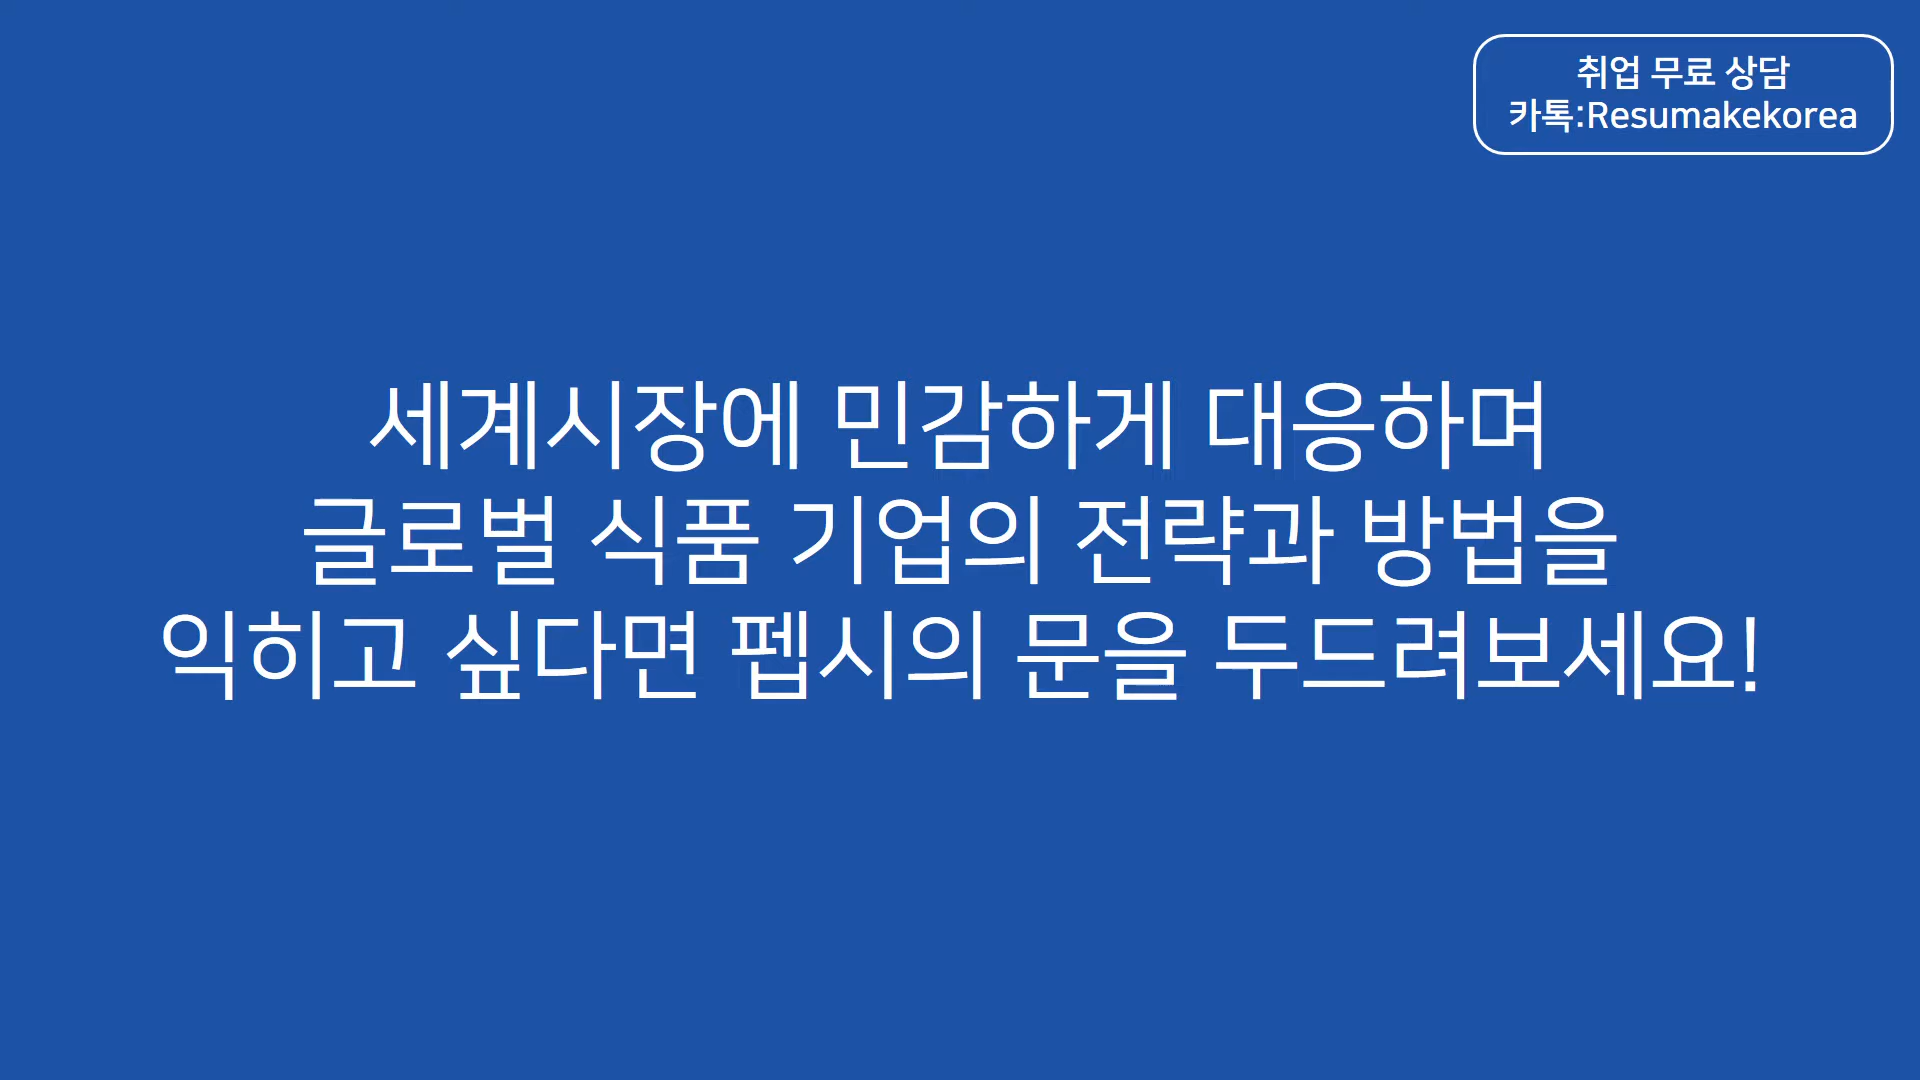 취업 무료 상담
카톡:Resumakekorea
세계시장에 민감하게 대응하며
글로벌 식품 기업의 전략과 방법을
익히고 싶다면 펩시의 문을 두드려보세요!